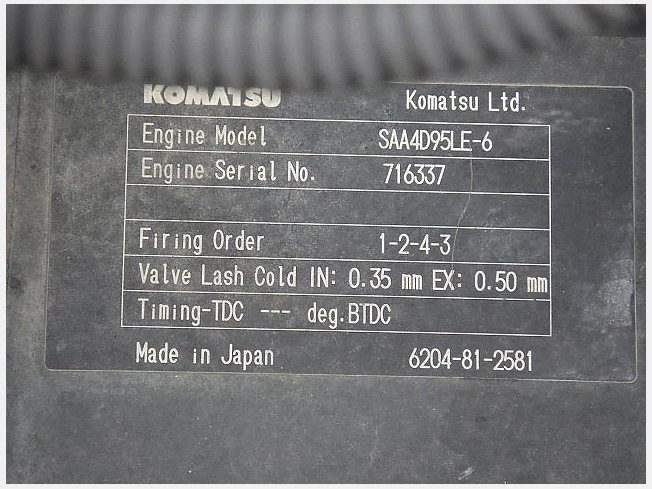 KOMATSU Komatsu Ltd.
Engine Model SAA4D95LE-6
Engine Serial No. 716337
Firing Order 1-2-4-3
Valve Lash Cold IN: 0.35 mm EX: 0.50 mm
Timing-TDC --- deg.BTDC
Made in Japan 6204-81-2581